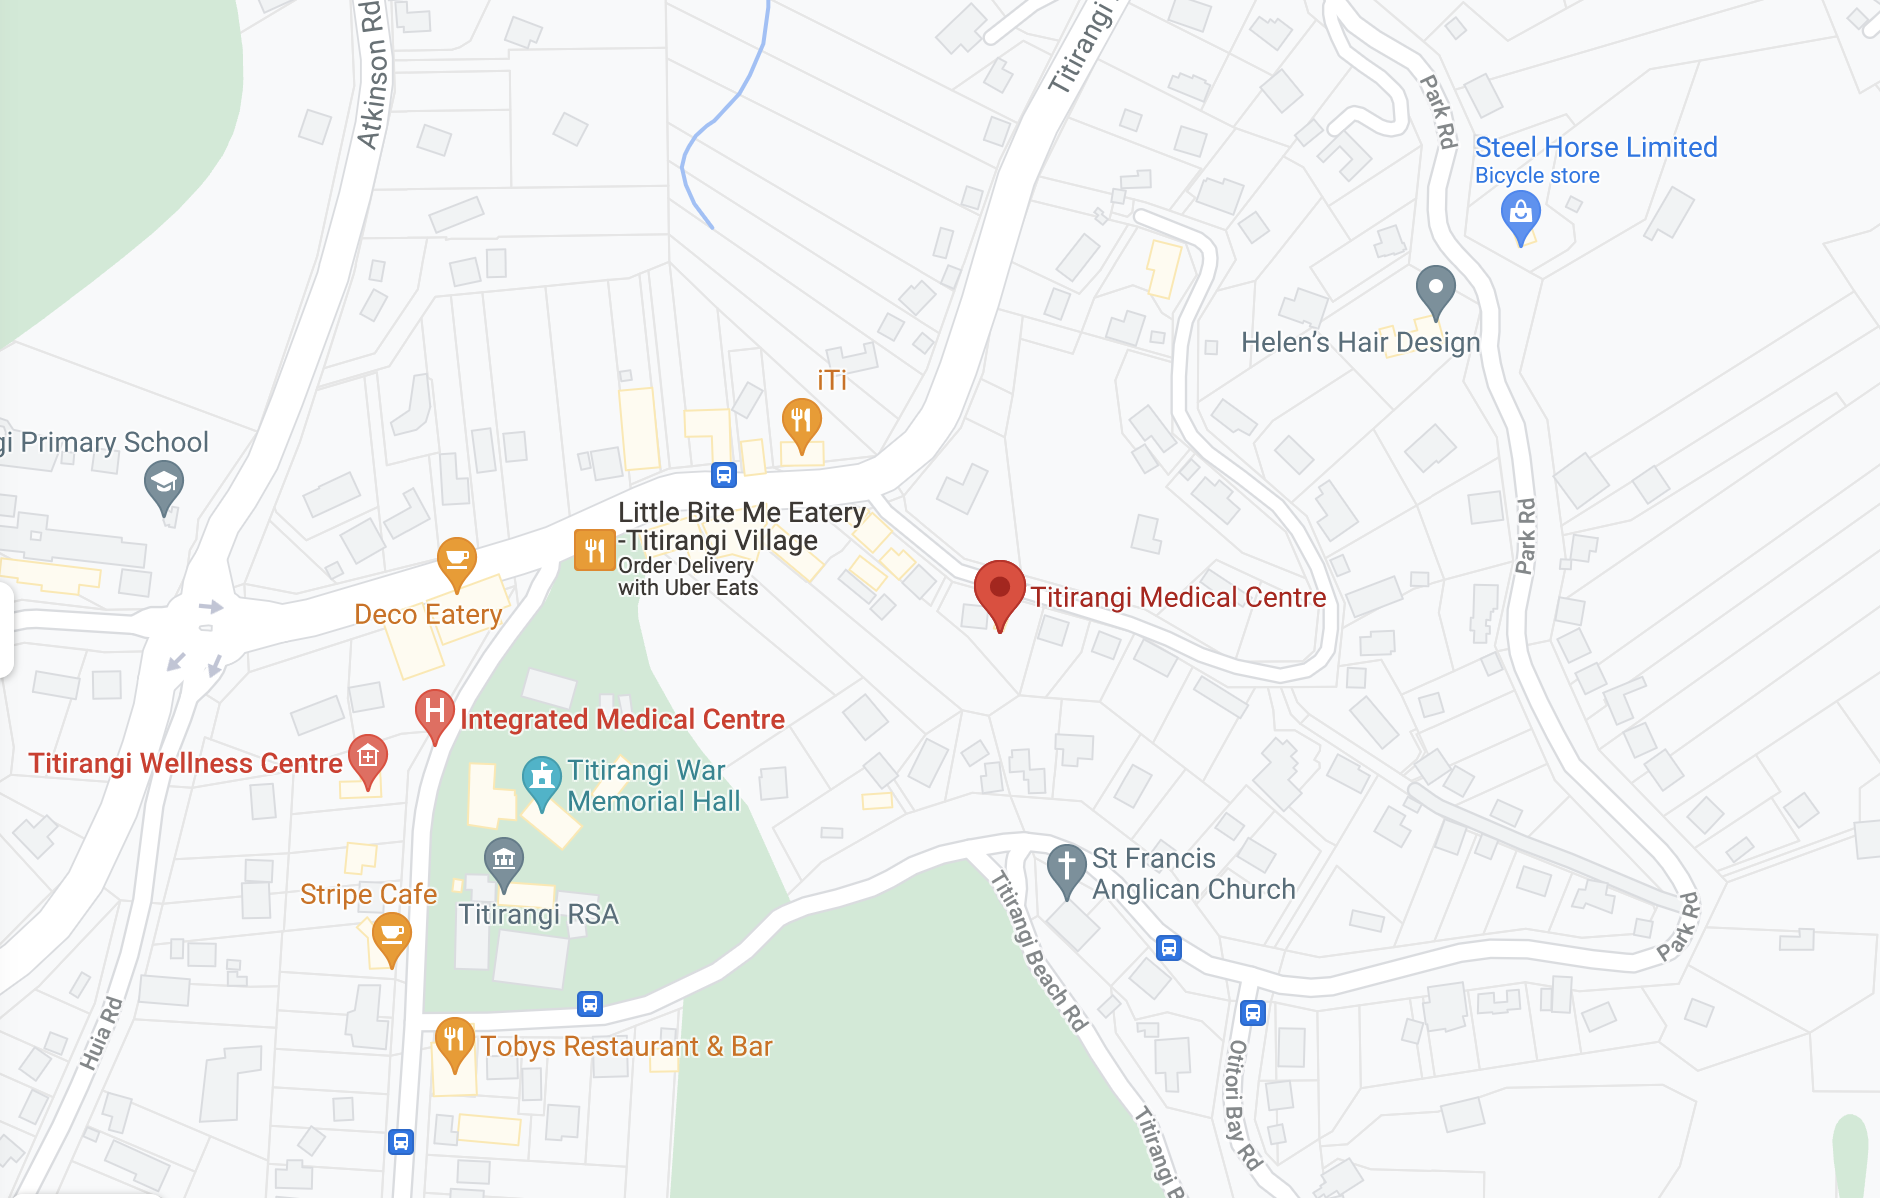 Atkinson Rd
Titirangi
Park Rd
Steel Horse Limited
Bicycle store
Helen's Hair Design
iTi
gi Primary School
Little Bite Me Eatery
-Titirangi Village
Order Delivery
with Uber Eats
Park Rd
Deco Eatery
Titirangi Medical Centre
H
Integrated Medical Centre
Titirangi Wellness Centre
Titirangi War
Memorial Hall
St Francis
Anglican Church
Stripe Cafe
Titirangi RSA
Titirangi Beach Rd
Park Rd
Huia Rd
Tobys Restaurant & Bar
Otitori Bay Rd
Titirangi B